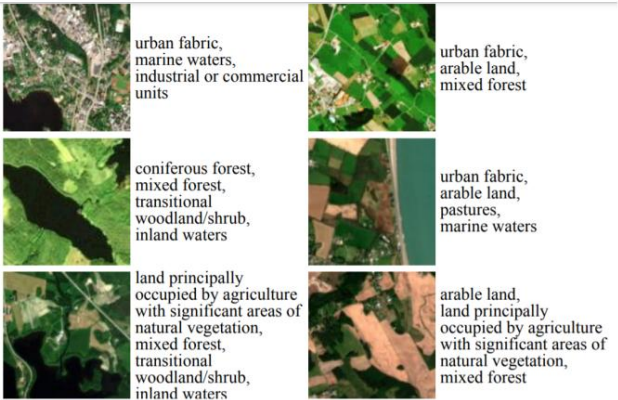 urban fabric,
marine waters,
industrial or commercial
units
urban fabric,
arable land,
mixed forest
coniferous forest,
mixed forest,
transitional
woodland/shrub,
inland waters
urban fabric,
arable land,
pastures,
marine waters
land principally
occupied by agriculture
with significant areas of
natural vegetation,
mixed forest,
transitional
woodland/shrub,
inland waters
arable land,
land principally
occupied by agriculture
with significant areas of
natural vegetation,
mixed forest